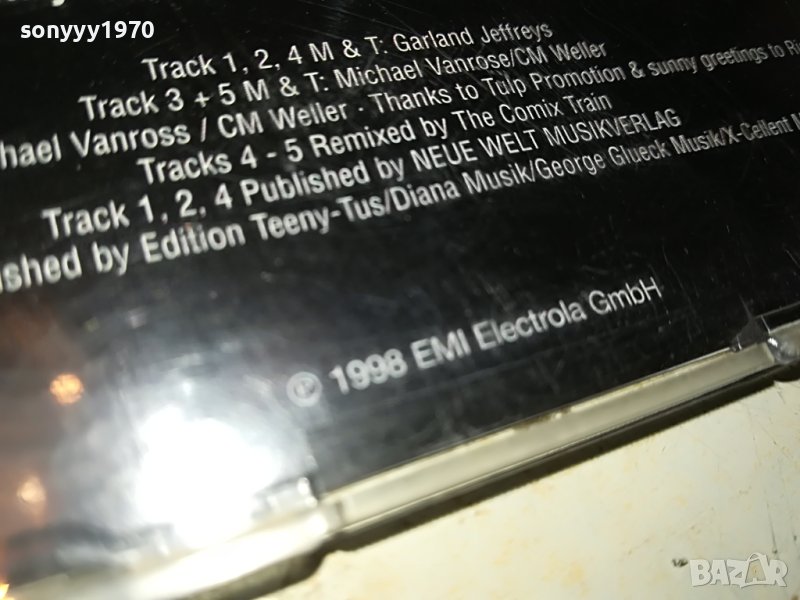 sonyyy1970
Track 1, 2, 4 M & T: Garland Jeffreys
Track 3 + 5 M & T: Michael Vanrose/CM Weller
hael Vanross / CM Weller · Thanks to Tulp Promotion & sunny greetings to Ri
Tracks 4 - 5 Remixed by The Comix Train
Track 1, 2, 4 Published by NEUE WELT MUSIKVERLAG
shed by Edition Teeny-Tus/Diana Musik/George Glueck Musik/X-Cellent M
℗ 1998 EMI Electrola GmbH
BAZAR